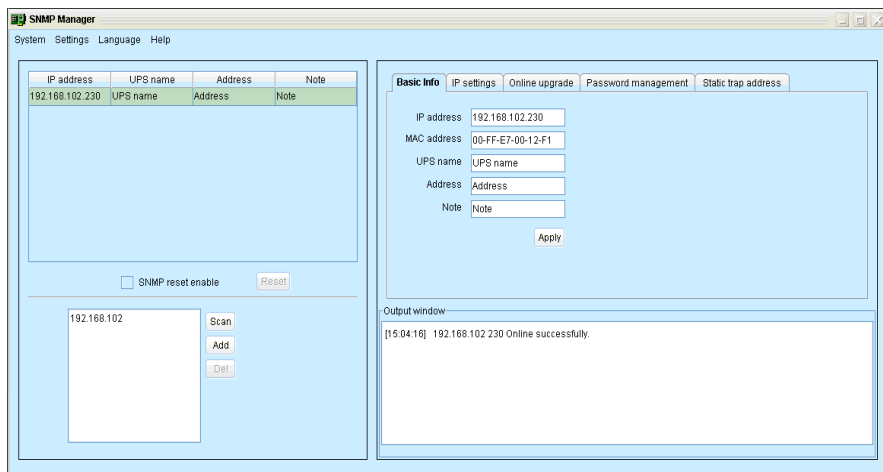 SNMP Manager
System Settings Language Help
IP address UPS name Address Note
192.168.102.230 UPS name Address Note
SNMP reset enable Reset
192.168.102
Scan
Add
Del
Basic Info IP settings Online upgrade Password management Static trap address
IP address 192.168.102.230
MAC address 00-FF-E7-00-12-F1
UPS name UPS name
Address Address
Note Note
Apply
Output window
[15:04:16] 192.168.102 230 Online successfully.